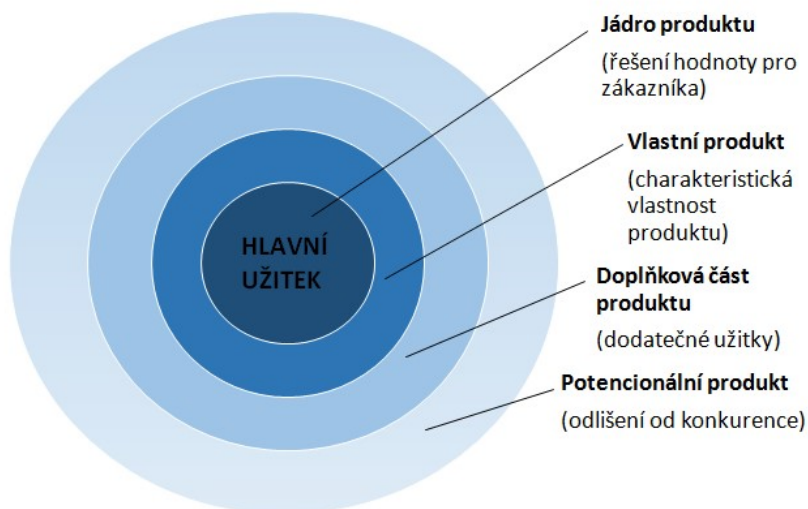 HLAVNÍ
UŽITEK
Jádro produktu
(řešení hodnoty pro
zákazníka)
Vlastní produkt
(charakteristická
vlastnost
produktu)
Doplňková část
produktu
(dodatečné užitky)
Potencionální produkt
(odlišení od konkurence)